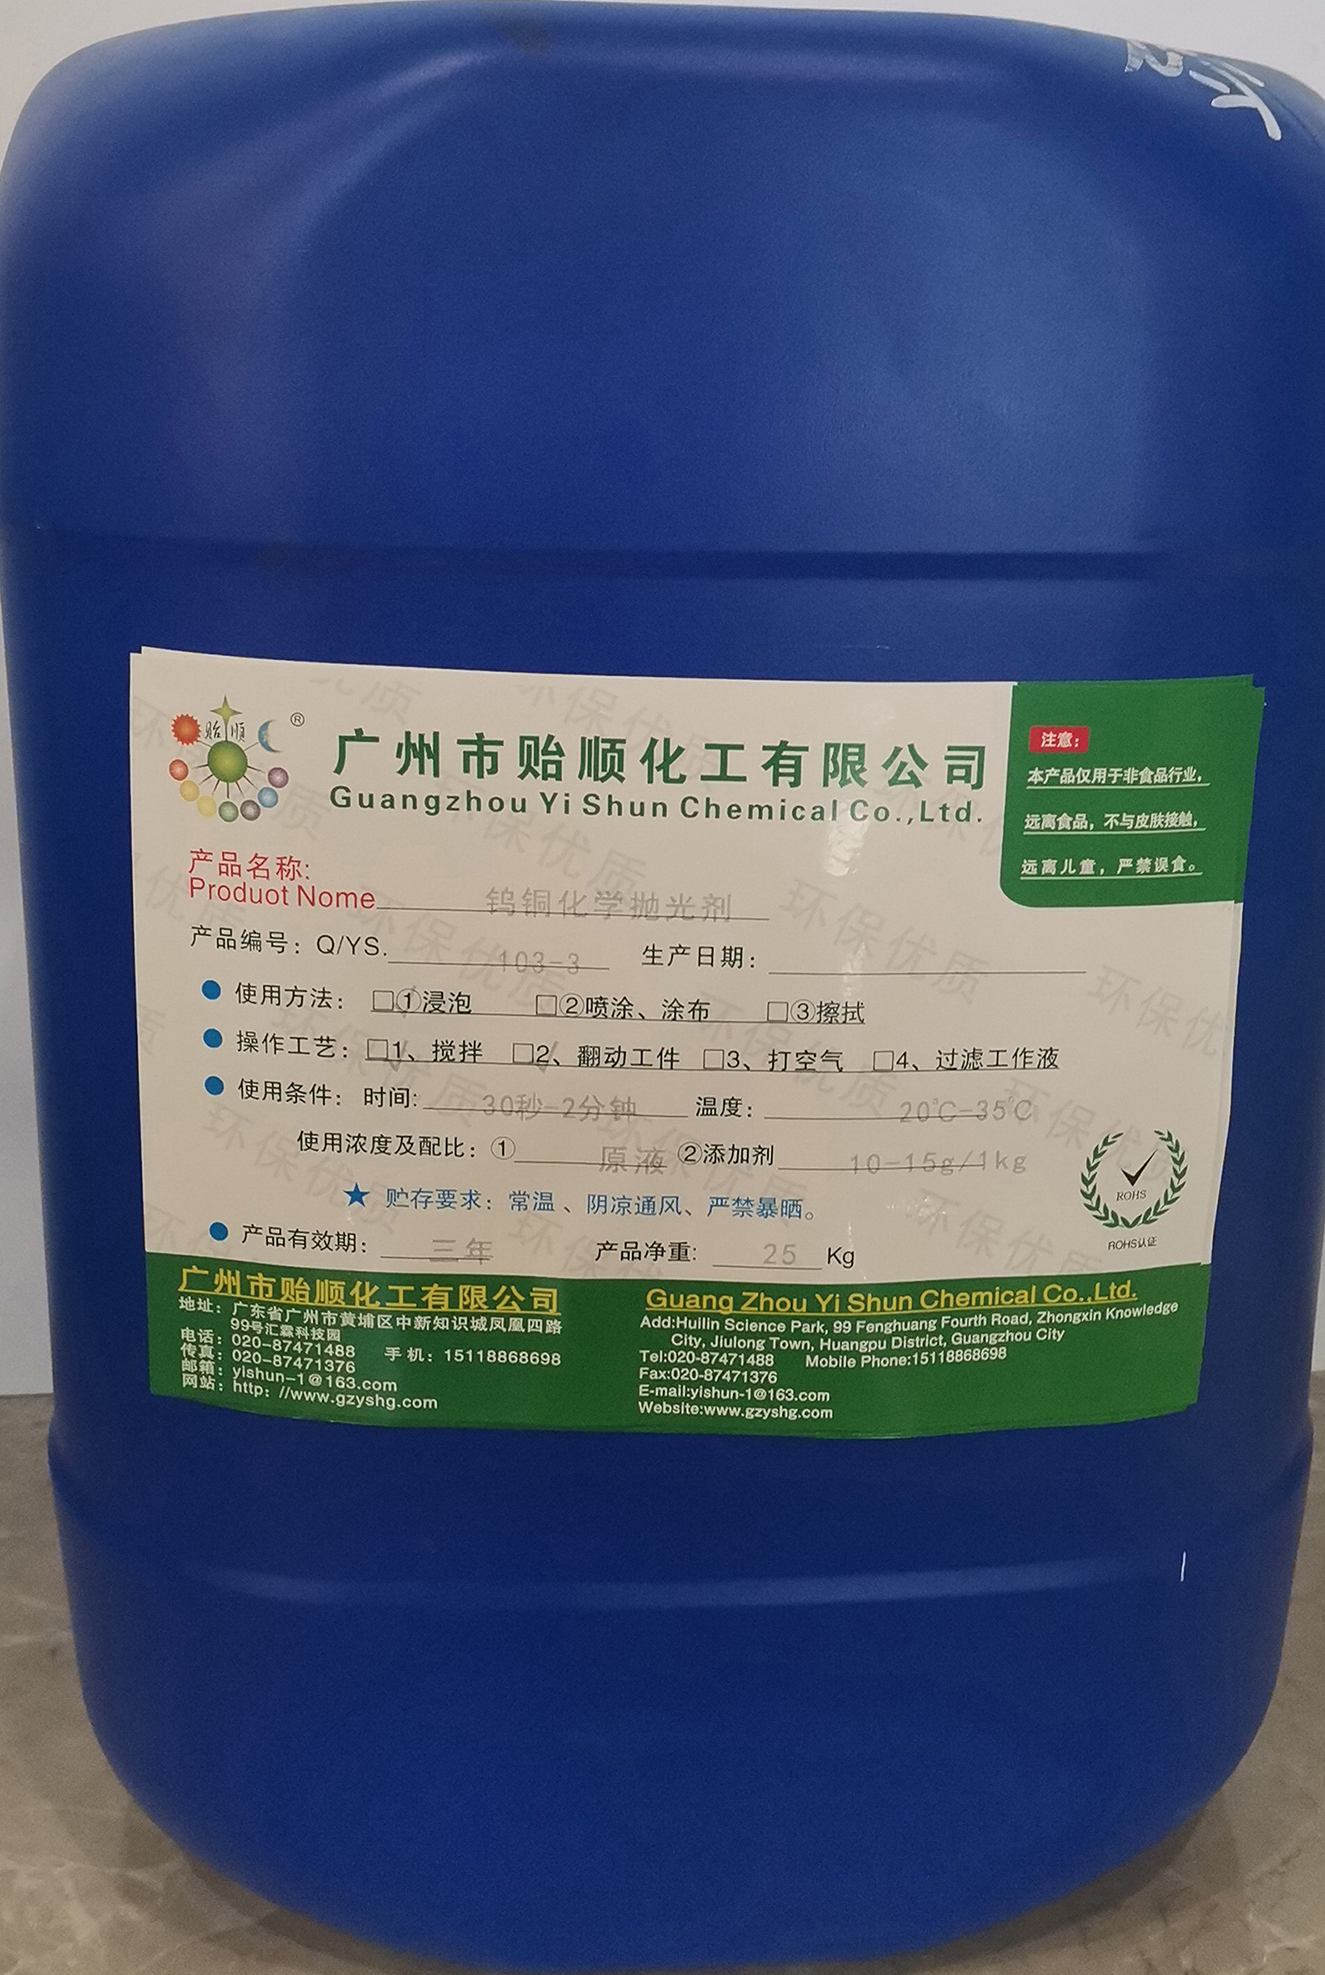 贻顺 ®
广州市贻顺化工有限公司
Guangzhou Yi Shun Chemical Co.,Ltd.
注意:
本产品仅用于非食品行业,
远离食品,不与皮肤接触,
远离儿童,严禁误食。
产品名称:
Produot Nome 钨铜化学抛光剂
产品编号: Q/YS. 103-3 生产日期:
● 使用方法: □①浸泡 □②喷涂、涂布 □③擦拭
● 操作工艺: □1、搅拌 □2、翻动工件 □3、打空气 □4、过滤工作液
● 使用条件: 时间: 30秒-2分钟 温度: 20℃-35℃
使用浓度及配比: ① 原液 ②添加剂 10-15g/1kg
★ 贮存要求: 常温、阴凉通风、严禁暴晒。
● 产品有效期: 三年 产品净重: 25 Kg
ROHS
ROHS认证
广州市贻顺化工有限公司
地址: 广东省广州市黄埔区中新知识城凤凰四路
99号汇霖科技园
电话: 020-87471488 手机: 15118868698
传真: 020-87471376
邮箱: yishun-1@163.com
网站: http: //www.gzyshg.com
Guang Zhou Yi Shun Chemical Co.,Ltd.
Add:Huilin Science Park, 99 Fenghuang Fourth Road, Zhongxin Knowledge
City, Jiulong Town, Huangpu District, Guangzhou City
Tel:020-87471488 Mobile Phone:15118868698
Fax:020-87471376
E-mail:yishun-1@163.com
Website:www.gzyshg.com
环保优质